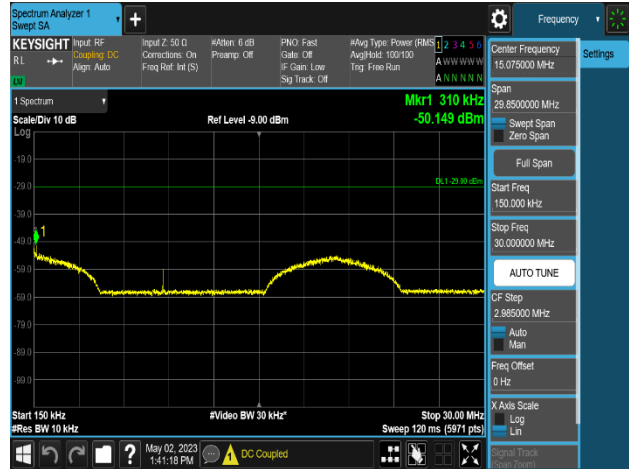 Spectrum Analyzer 1
Swept SA
+
Frequency
KEYSIGHT
RL
LW
Input: RF
Coupling: DC
Align: Auto
Input Z: 50 Ω
Corrections: On
Freq Ref: Int (S)
#Atten: 6 dB
Preamp: Off
PNO: Fast
Gate: Off
IF Gain: Low
Sig Track: Off
#Avg Type: Power (RMS
Avg|Hold: 100/100
Trig: Free Run
1 2 3 4 5 6
A W W W W W
A N N N N N
1 Spectrum
Scale/Div 10 dB
Ref Level -9.00 dBm
Mkr1 310 kHz
-50.149 dBm
Log
-19.0
-29.0
DL1 -29.00 dBm
-39.0
1
-49.0
-59.0
-69.0
-79.0
-89.0
-99.0
Start 150 kHz
#Video BW 30 kHz*
Stop 30.00 MHz
#Res BW 10 kHz
Sweep 120 ms (5971 pts)
?
May 02, 2023
1:41:18 PM
DC Coupled
Center Frequency
15.075000 MHz
Settings
Span
29.8500000 MHz
Swept Span
Zero Span
Full Span
Start Freq
150.000 kHz
Stop Freq
30.000000 MHz
AUTO TUNE
CF Step
2.985000 MHz
Auto
Man
Freq Offset
0 Hz
X Axis Scale
Log
Lin
Signal Track
(Span Zoom)